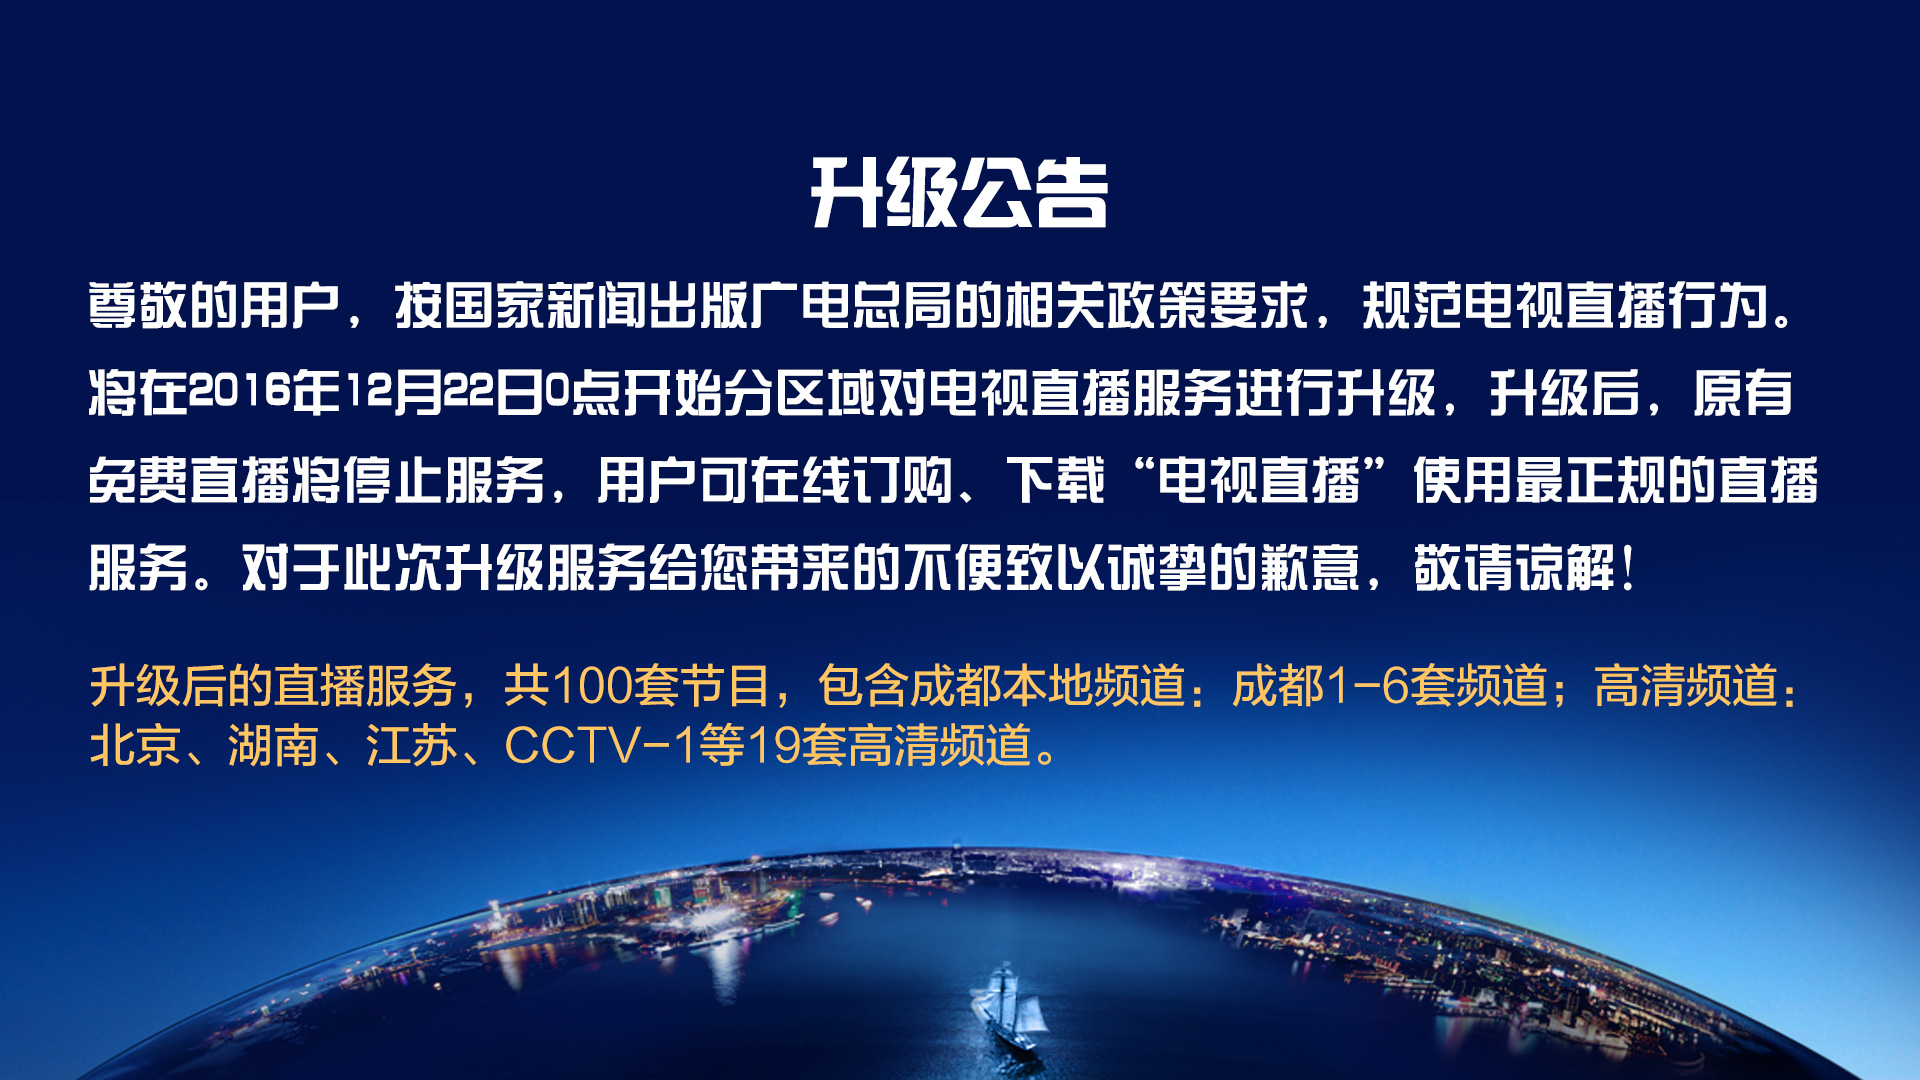 升级公告
尊敬的用户，按国家新闻出版广电总局的相关政策要求，规范电视直播行为。
将在2016年12月22日0点开始分区域对电视直播服务进行升级，升级后，原有
免费直播将停止服务，用户可在线订购、下载“电视直播”使用最正规的直播
服务。对于此次升级服务给您带来的不便致以诚挚的歉意，敬请谅解！
升级后的直播服务，共100套节目，包含成都本地频道：成都1-6套频道；高清频道：
北京、湖南、江苏、CCTV-1等19套高清频道。